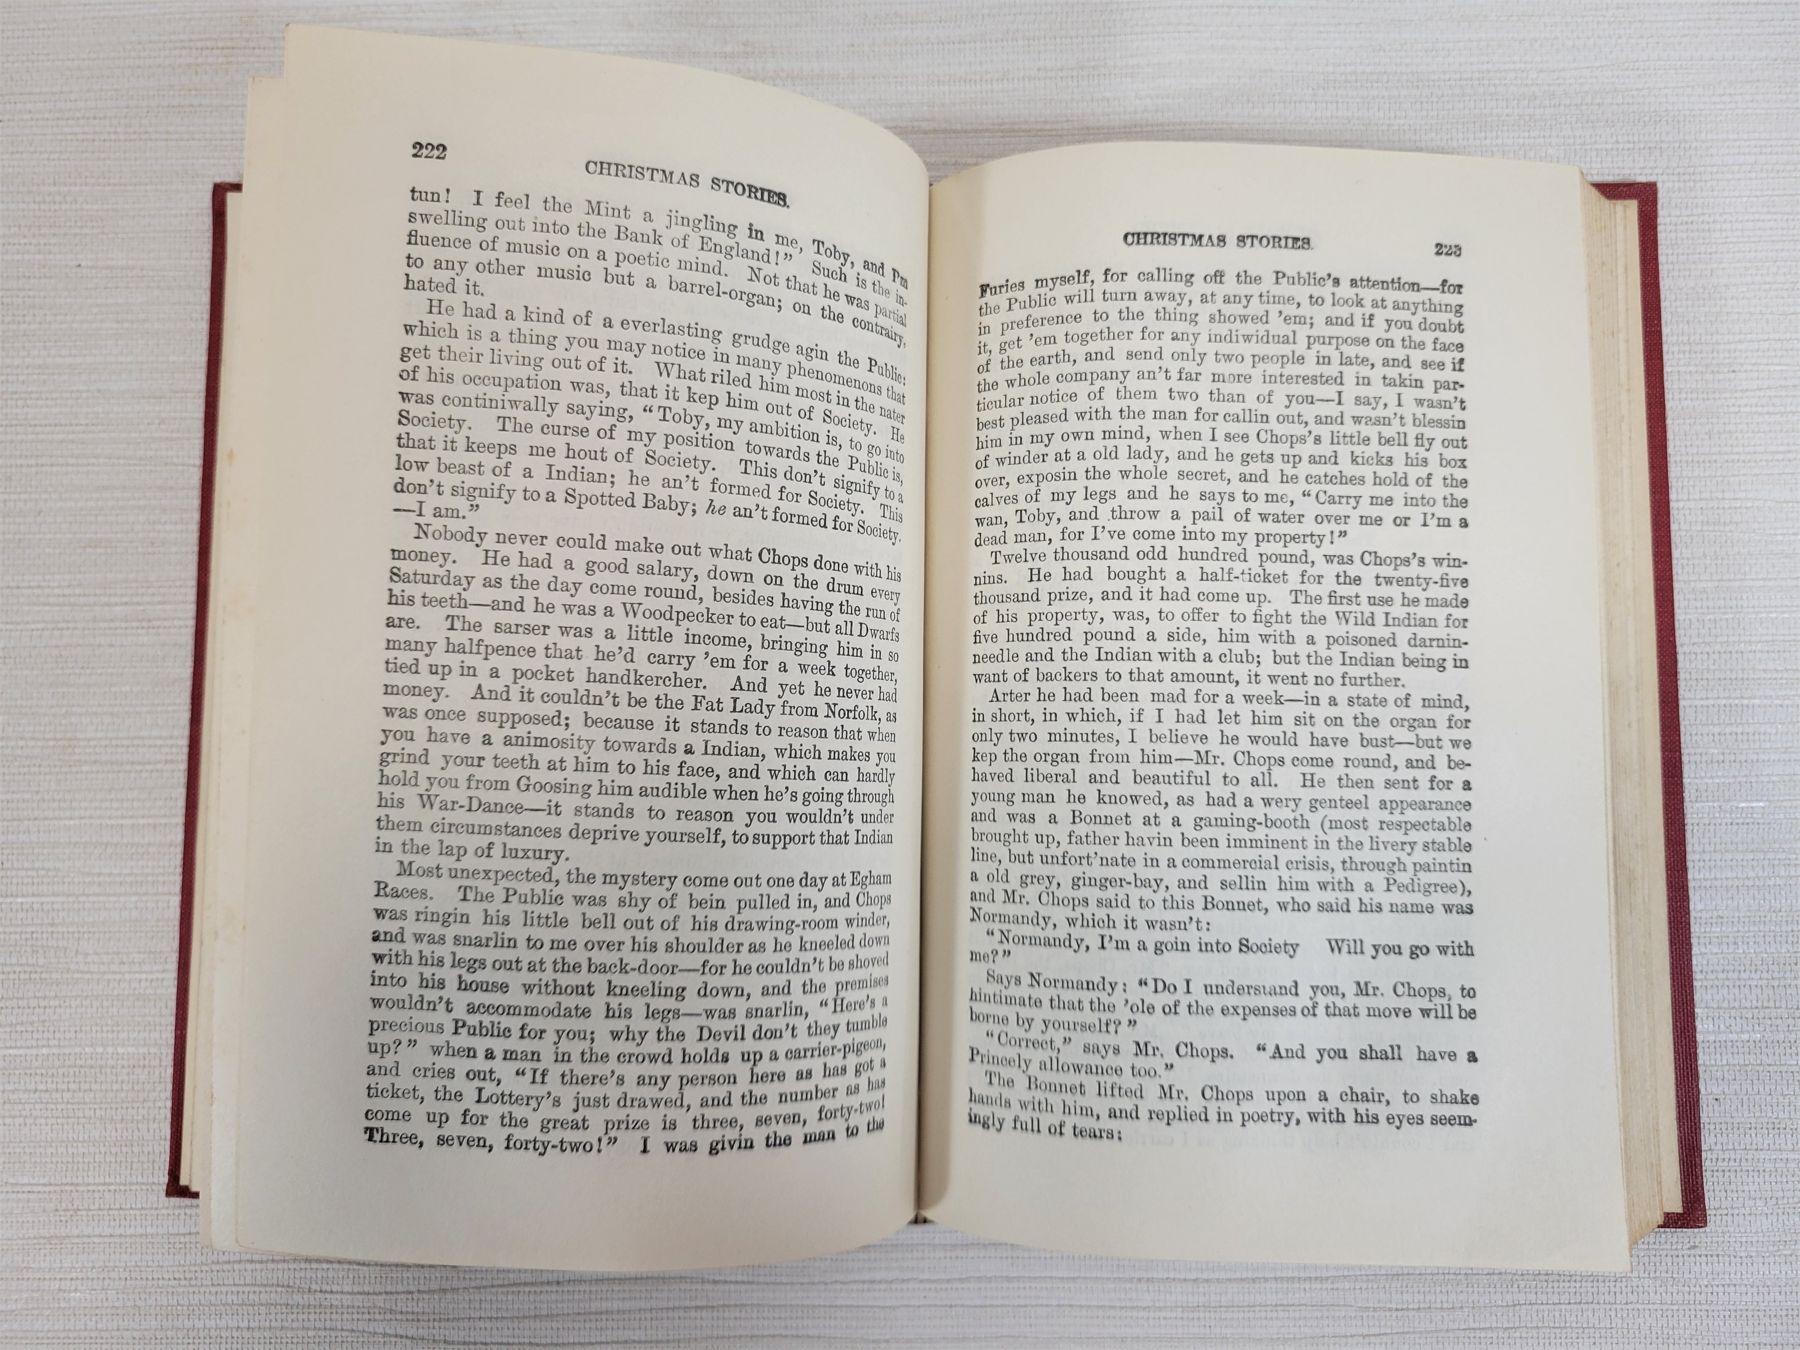 222
CHRISTMAS STORIES.
tun! I feel the Mint a jingling in me, Toby, and I'm
swelling out into the Bank of England!" Such is the in-
fluence of music on a poetic mind. Not that he was partial
to any other music but a barrel-organ; on the contrairy,
hated it.
He had a kind of a everlasting grudge agin the Public:
which is a thing you may notice in many phenomenons that
get their living out of it. What riled him most in the nater
of his occupation was, that it kep him out of Society. He
was continiwally saying, "Toby, my ambition is, to go into
Society. The curse of my position towards the Public is,
that it keeps me hout of Society. This don't signify to a
low beast of a Indian; he an't formed for Society. This
don't signify to a Spotted Baby; he an't formed for Society.
—I am."
Nobody never could make out what Chops done with his
money. He had a good salary, down on the drum every
Saturday as the day come round, besides having the run of
his teeth—and he was a Woodpecker to eat—but all Dwarfs
are. The sarser was a little income, bringing him in so
many halfpence that he'd carry 'em for a week together,
tied up in a pocket handkercher. And yet he never had
money. And it couldn't be the Fat Lady from Norfolk, as
was once supposed; because it stands to reason that when
you have a animosity towards a Indian, which makes you
grind your teeth at him to his face, and which can hardly
hold you from Goosing him audible when he's going through
his War-Dance—it stands to reason you wouldn't under
them circumstances deprive yourself, to support that Indian
in the lap of luxury.
Most unexpected, the mystery come out one day at Egham
Races. The Public was shy of bein pulled in, and Chops
was ringin his little bell out of his drawing-room winder,
and was snarlin to me over his shoulder as he kneeled down
with his legs out at the back-door—for he couldn't be shoved
into his house without kneeling down, and the premises
wouldn't accommodate his legs—was snarlin, "Here's a
precious Public for you; why the Devil don't they tumble
up?" when a man in the crowd holds up a carrier-pigeon,
and cries out, "If there's any person here as has got a
ticket, the Lottery's just drawed, and the number as has
come up for the great prize is three, seven, forty-two!
Three, seven, forty-two!" I was givin the man to the
CHRISTMAS STORIES.
223
Furies myself, for calling off the Public's attention—for
the Public will turn away, at any time, to look at anything
in preference to the thing showed 'em; and if you doubt
it, get 'em together for any indiwidual purpose on the face
of the earth, and send only two people in late, and see if
the whole company an't far more interested in takin par-
ticular notice of them two than of you—I say, I wasn't
best pleased with the man for callin out, and wasn't blessin
him in my own mind, when I see Chops's little bell fly out
of winder at a old lady, and he gets up and kicks his box
over, exposin the whole secret, and he catches hold of the
calves of my legs and he says to me, "Carry me into the
wan, Toby, and throw a pail of water over me or I'm a
dead man, for I've come into my property!"
Twelve thousand odd hundred pound, was Chops's win-
nins. He had bought a half-ticket for the twenty-five
thousand prize, and it had come up. The first use he made
of his property, was, to offer to fight the Wild Indian for
five hundred pound a side, him with a poisoned darnin-
needle and the Indian with a club; but the Indian being in
want of backers to that amount, it went no further.
Arter he had been mad for a week—in a state of mind,
in short, in which, if I had let him sit on the organ for
only two minutes, I believe he would have bust—but we
kep the organ from him—Mr. Chops come round, and be-
haved liberal and beautiful to all. He then sent for a
young man he knowed, as had a wery genteel appearance
and was a Bonnet at a gaming-booth (most respectable
brought up, father havin been imminent in the livery stable
line, but unfort'nate in a commercial crisis, through paintin
a old grey, ginger-bay, and sellin him with a Pedigree),
and Mr. Chops said to this Bonnet, who said his name was
Normandy, which it wasn't:
"Normandy, I'm a goin into Society Will you go with
me?"
Says Normandy: "Do I understand you, Mr. Chops, to
hintimate that the 'ole of the expenses of that move will be
borne by yourself?"
"Correct," says Mr. Chops. "And you shall have a
Princely allowance too."
The Bonnet lifted Mr. Chops upon a chair, to shake
hands with him, and replied in poetry, with his eyes seem-
ingly full of tears: